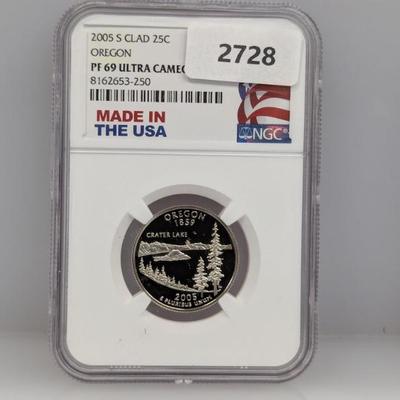 2005 S CLAD 25C
OREGON
PF 69 ULTRA CAMEO
8162653-250
2728
MADE IN
THE USA
NGC
OREGON
1859
CRATER LAKE
2005
E PLURIBUS UNUM